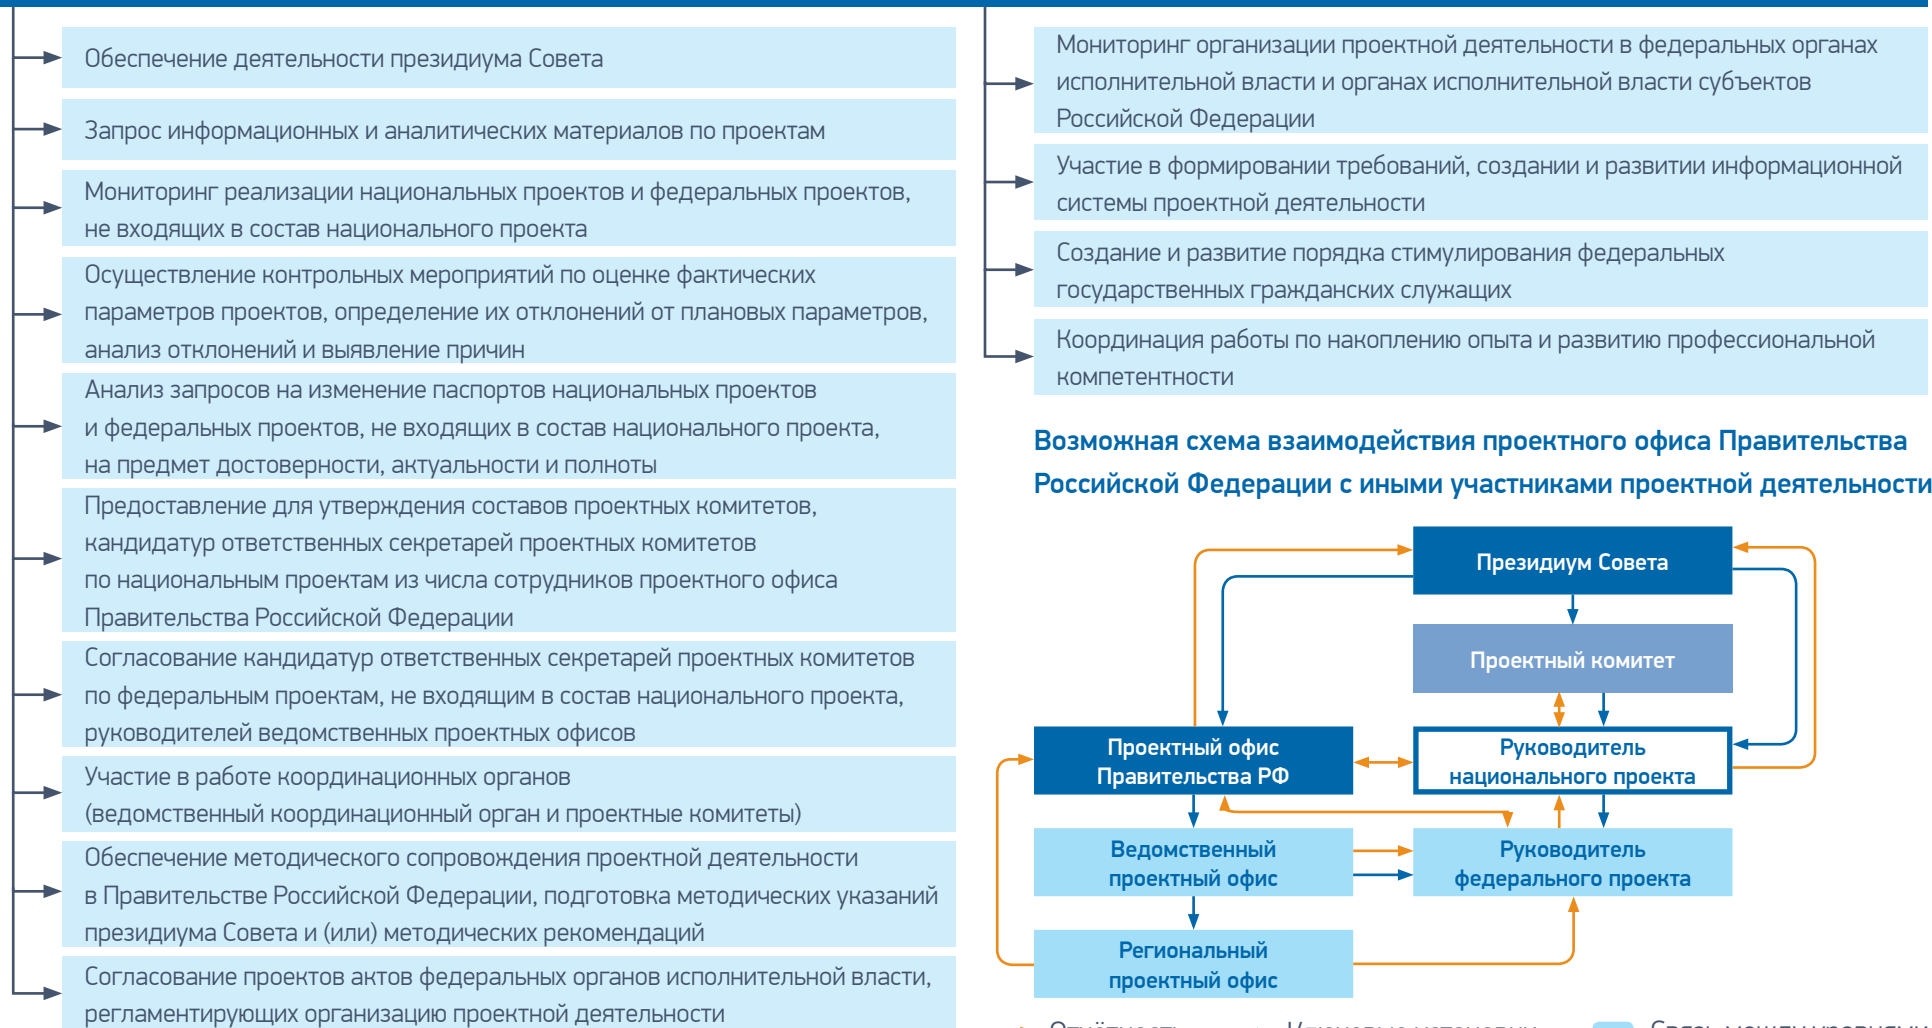 Обеспечение деятельности президиума Совета
Запрос информационных и аналитических материалов по проектам
Мониторинг реализации национальных проектов и федеральных проектов,
не входящих в состав национального проекта
Осуществление контрольных мероприятий по оценке фактических
параметров проектов, определение их отклонений от плановых параметров,
анализ отклонений и выявление причин
Анализ запросов на изменение паспортов национальных проектов
и федеральных проектов, не входящих в состав национального проекта,
на предмет достоверности, актуальности и полноты
Предоставление для утверждения составов проектных комитетов,
кандидатур ответственных секретарей проектных комитетов
по национальным проектам из числа сотрудников проектного офиса
Правительства Российской Федерации
Согласование кандидатур ответственных секретарей проектных комитетов
по федеральным проектам, не входящим в состав национального проекта,
руководителей ведомственных проектных офисов
Участие в работе координационных органов
(ведомственный координационный орган и проектные комитеты)
Обеспечение методического сопровождения проектной деятельности
в Правительстве Российской Федерации, подготовка методических указаний
президиума Совета и (или) методических рекомендаций
Согласование проектов актов федеральных органов исполнительной власти,
регламентирующих организацию проектной деятельности
Мониторинг организации проектной деятельности в федеральных органах
исполнительной власти и органах исполнительной власти субъектов
Российской Федерации
Участие в формировании требований, создании и развитии информационной
системы проектной деятельности
Создание и развитие порядка стимулирования федеральных
государственных гражданских служащих
Координация работы по накоплению опыта и развитию профессиональной
компетентности
Возможная схема взаимодействия проектного офиса Правительства
Российской Федерации с иными участниками проектной деятельности
Президиум Совета
Проектный комитет
Проектный офис
Правительства РФ
Руководитель
национального проекта
Ведомственный
проектный офис
Руководитель
федерального проекта
Региональный
проектный офис
Отчётность
Ключевые установки
Связь между уровнями